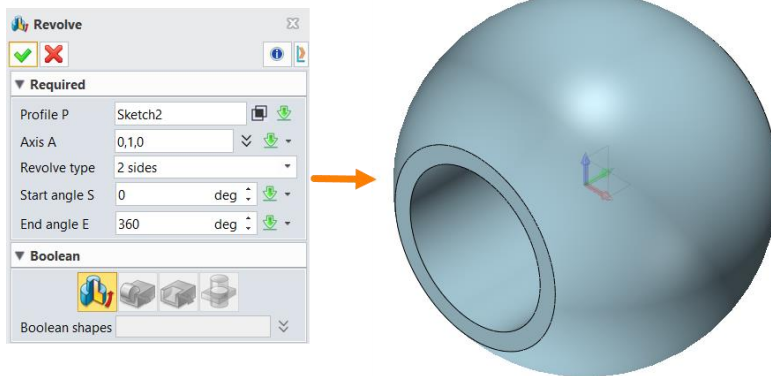 Revolve
▼ Required
Profile P Sketch2
Axis A 0,1,0
Revolve type 2 sides
Start angle S 0 deg
End angle E 360 deg
▼ Boolean
Boolean shapes